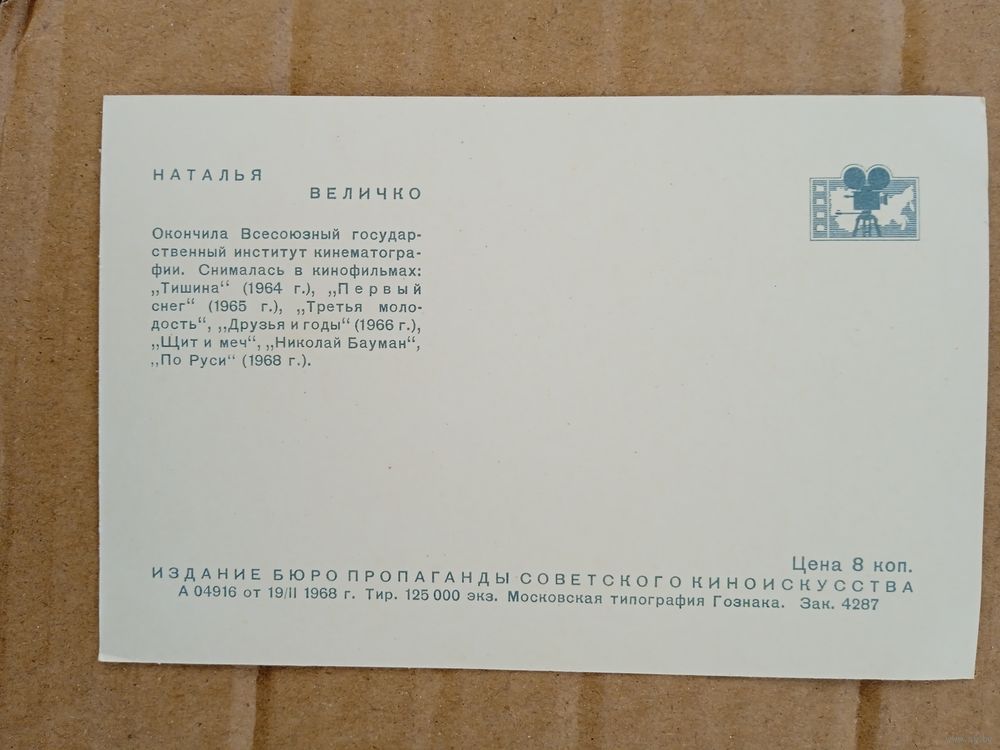 НАТАЛЬЯ
ВЕЛИЧКО
Окончила Всесоюзный государ-
ственный институт кинематогра-
фии. Снималась в кинофильмах:
„Тишина“ (1964 г.), „Первый
снег“ (1965 г.), „Третья моло-
дость“, „Друзья и годы“ (1966 г.),
„Щит и меч“, „Николай Бауман“,
„По Руси“ (1968 г.).
Цена 8 коп.
ИЗДАНИЕ БЮРО ПРОПАГАНДЫ СОВЕТСКОГО КИНОИСКУССТВА
А 04916 от 19/II 1968 г. Тир. 125 000 экз. Московская типография Гознака. Зак. 4287